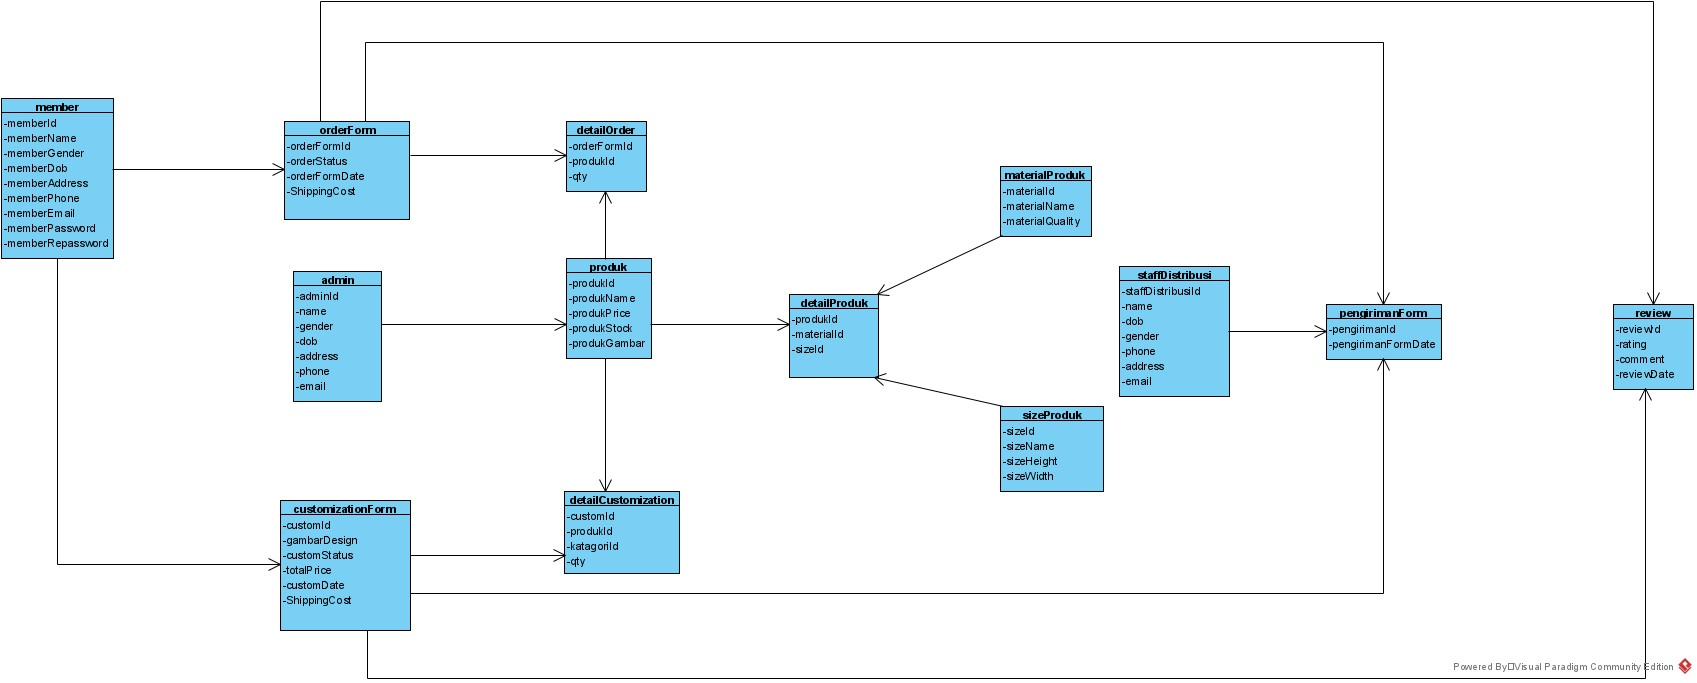 member
-memberId
-memberName
-memberGender
-memberDob
-memberAddress
-memberPhone
-memberEmail
-memberPassword
-memberRepassword
orderForm
-orderFormId
-orderStatus
-orderFormDate
-ShippingCost
detailOrder
-orderFormId
-produkId
-qty
materialProduk
-materialId
-materialName
-materialQuality
admin
-adminId
-name
-gender
-dob
-address
-phone
-email
produk
-produkId
-produkName
-produkPrice
-produkStock
-produkGambar
detailProduk
-produkId
-materialId
-sizeId
staffDistribusi
-staffDistribusiId
-name
-dob
-gender
-phone
-address
-email
pengirimanForm
-pengirimanId
-pengirimanFormDate
review
-reviewId
-rating
-comment
-reviewDate
sizeProduk
-sizeId
-sizeName
-sizeHeight
-sizeWidth
customizationForm
-customId
-gambarDesign
-customStatus
-totalPrice
-customDate
-ShippingCost
detailCustomization
-customId
-produkId
-katagoriId
-qty
Powered By□Visual Paradigm Community Edition